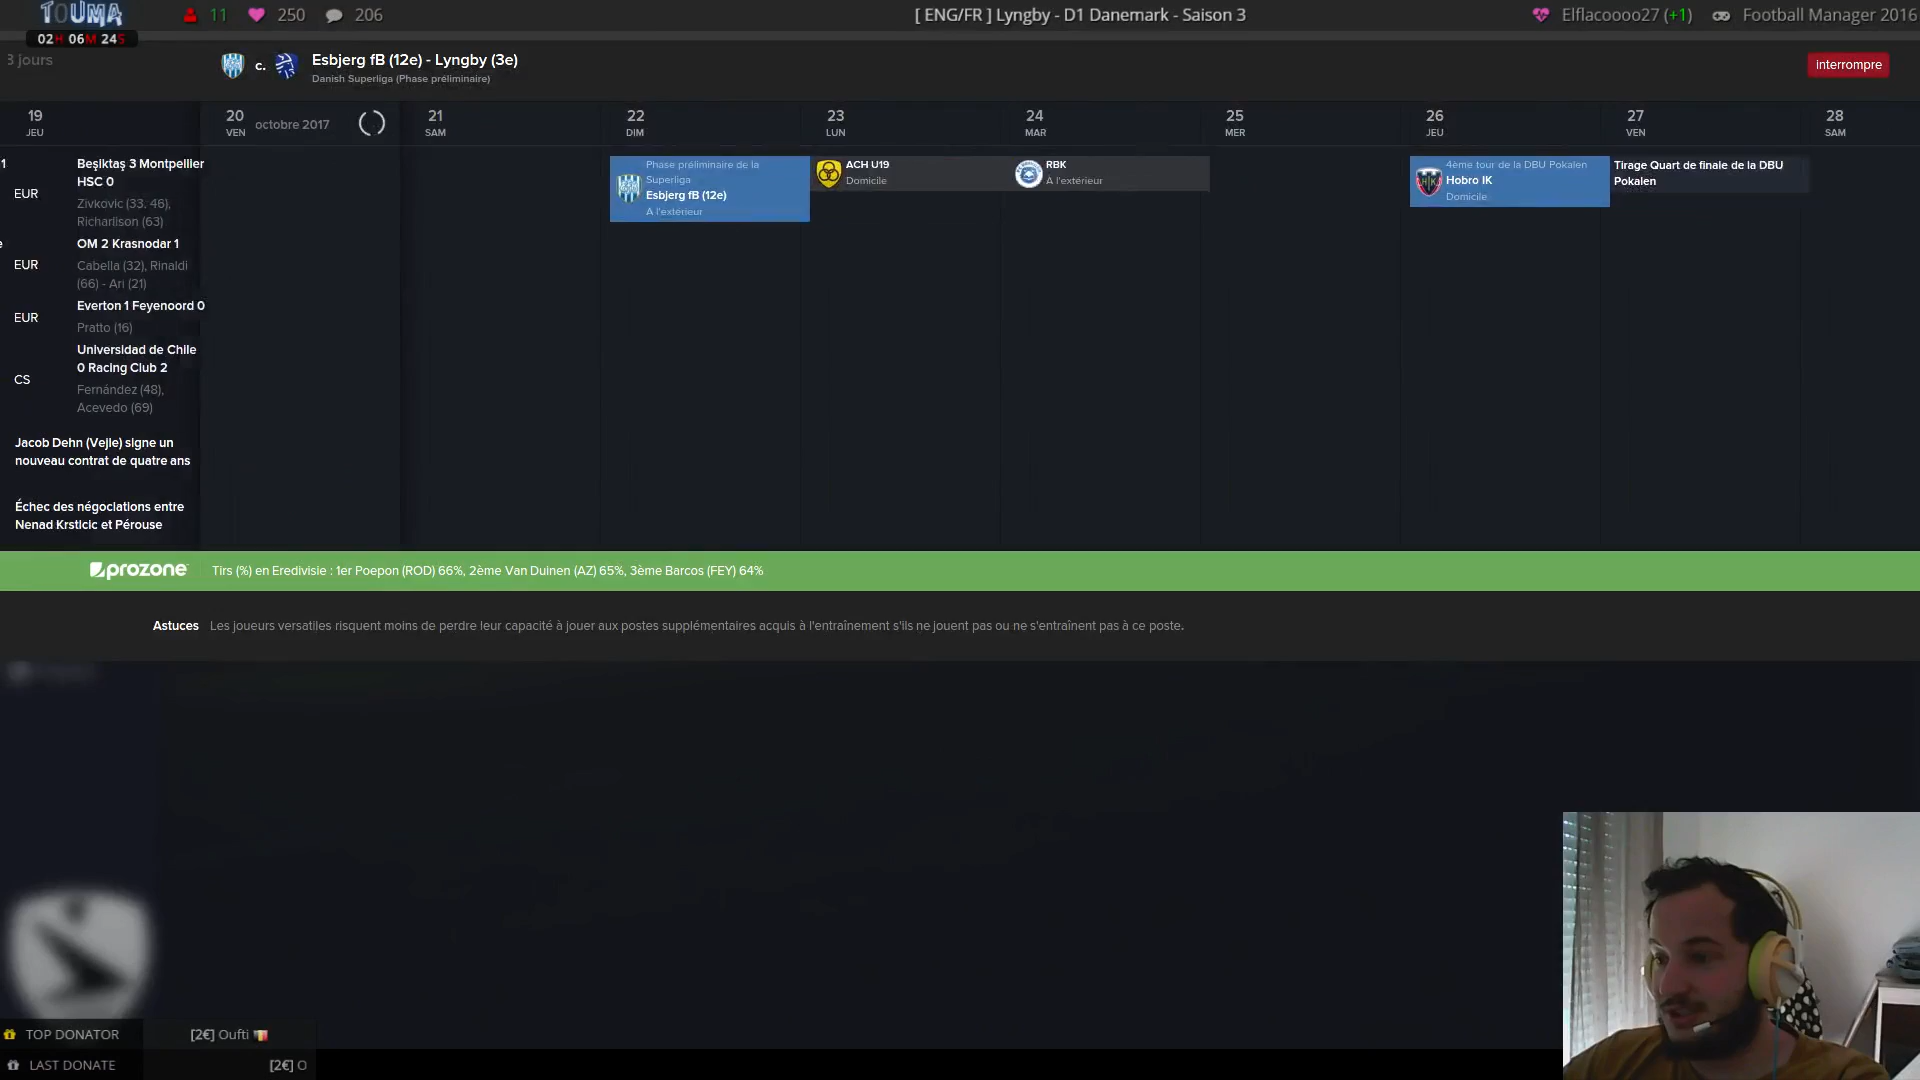 TOUMA
11 250 206
[ ENG/FR ] Lyngby - D1 Danemark - Saison 3
Elflacoooo27 (+1) Football Manager 2016
02H 06M 24S
3 jours
c. Esbjerg fB (12e) - Lyngby (3e)
Danish Superliga (Phase préliminaire)
interrompre
19
JEU
20
VEN
octobre 2017
21
SAM
22
DIM
23
LUN
24
MAR
25
MER
26
JEU
27
VEN
28
SAM
1
EUR
Beşiktaş 3 Montpellier
HSC 0
Zivkovic (33, 46),
Richarlison (63)
e
EUR
OM 2 Krasnodar 1
Cabella (32), Rinaldi
(66) - Ari (21)
EUR
Everton 1 Feyenoord 0
Pratto (16)
CS
Universidad de Chile
0 Racing Club 2
Fernández (48),
Acevedo (69)
Jacob Dehn (Vejle) signe un
nouveau contrat de quatre ans
Échec des négociations entre
Nenad Krsticic et Pérouse
Phase préliminaire de la
Superliga
Esbjerg fB (12e)
A l'extérieur
ACH U19
Domicile
RBK
A l'extérieur
4ème tour de la DBU Pokalen
Hobro IK
Domicile
Tirage Quart de finale de la DBU
Pokalen
prozone
Tirs (%) en Eredivisie : 1er Poepon (ROD) 66%, 2ème Van Duinen (AZ) 65%, 3ème Barcos (FEY) 64%
Astuces Les joueurs versatiles risquent moins de perdre leur capacité à jouer aux postes supplémentaires acquis à l'entraînement s'ils ne jouent pas ou ne s'entraînent pas à ce poste.
TOP DONATOR [2€] Oufti
LAST DONATE [2€] O